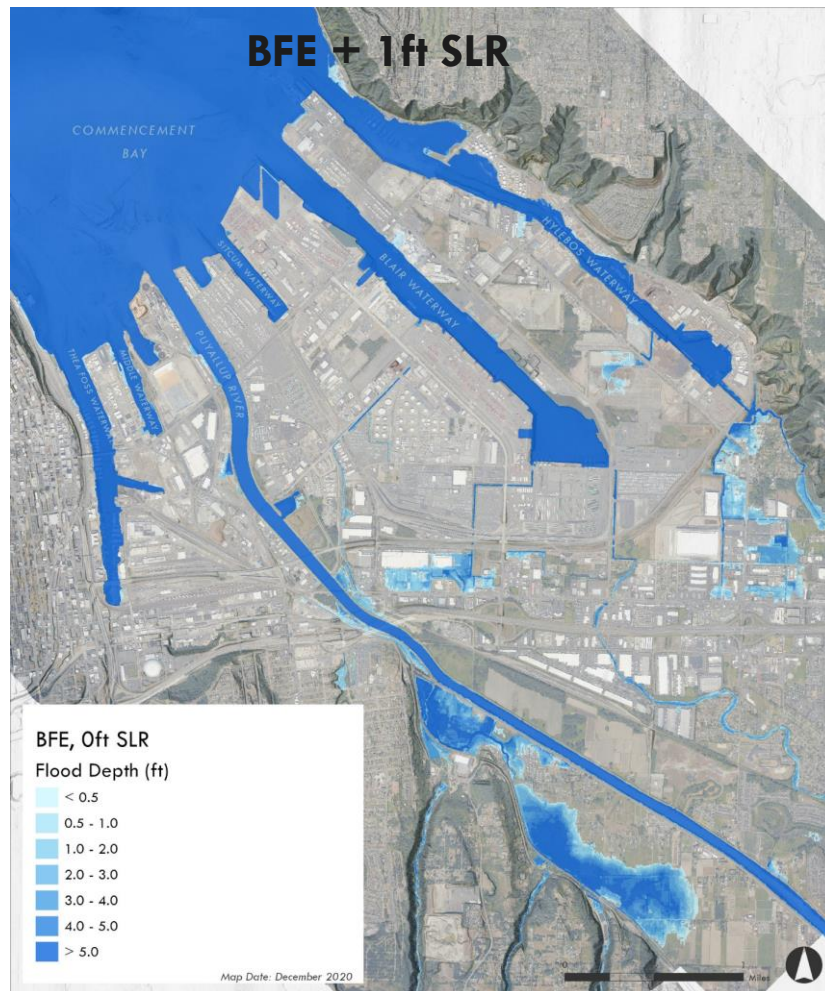 BFE + 1ft SLR
COMMENCEMENT
BAY
HYLEBOS WATERWAY
BLAIR WATERWAY
SITCUM WATERWAY
PUYALLUP RIVER
MIDDLE WATERWAY
THEA FOSS WATERWAY
BFE, 0ft SLR
Flood Depth (ft)
< 0.5
0.5 - 1.0
1.0 - 2.0
2.0 - 3.0
3.0 - 4.0
4.0 - 5.0
> 5.0
Map Date: December 2020
0
Miles